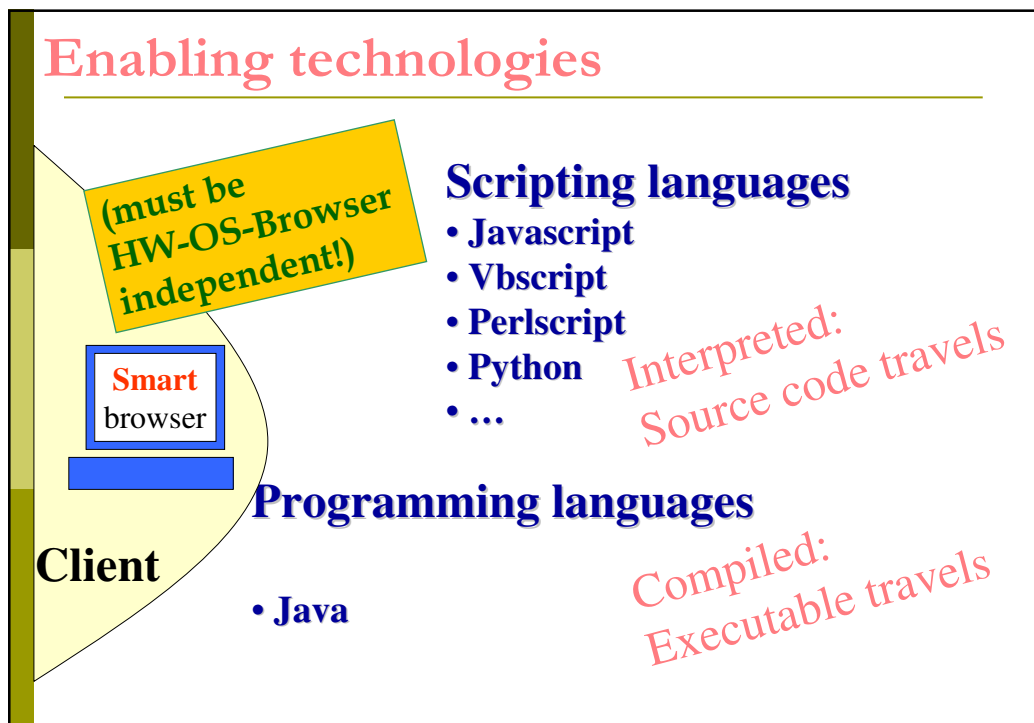 Enabling technologies
(must be
HW-OS-Browser
independent!)
Scripting languages
• Javascript
• Vbscript
• Perlscript
• Python
• …
Interpreted:
Source code travels
Smart
browser
Client
Programming languages
• Java
Compiled:
Executable travels